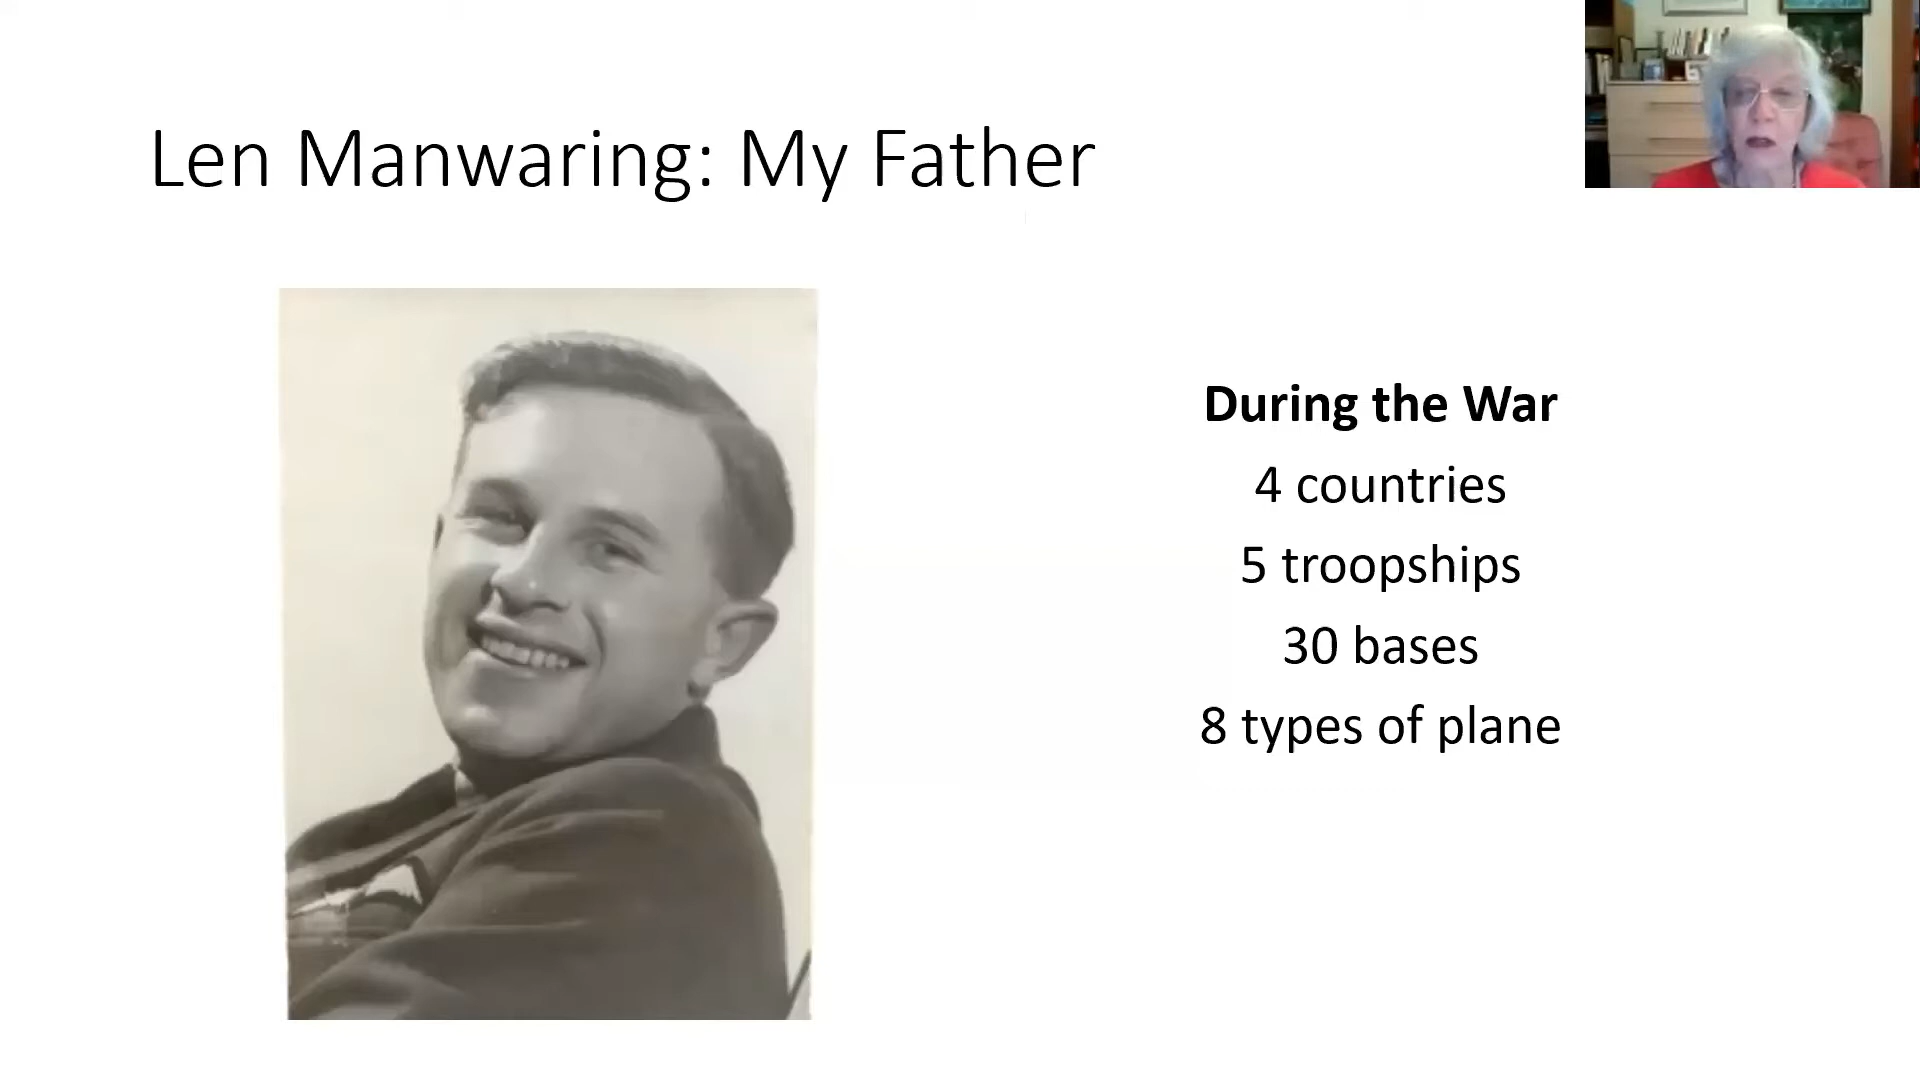 Len Manwaring: My Father
During the War
4 countries
5 troopships
30 bases
8 types of plane